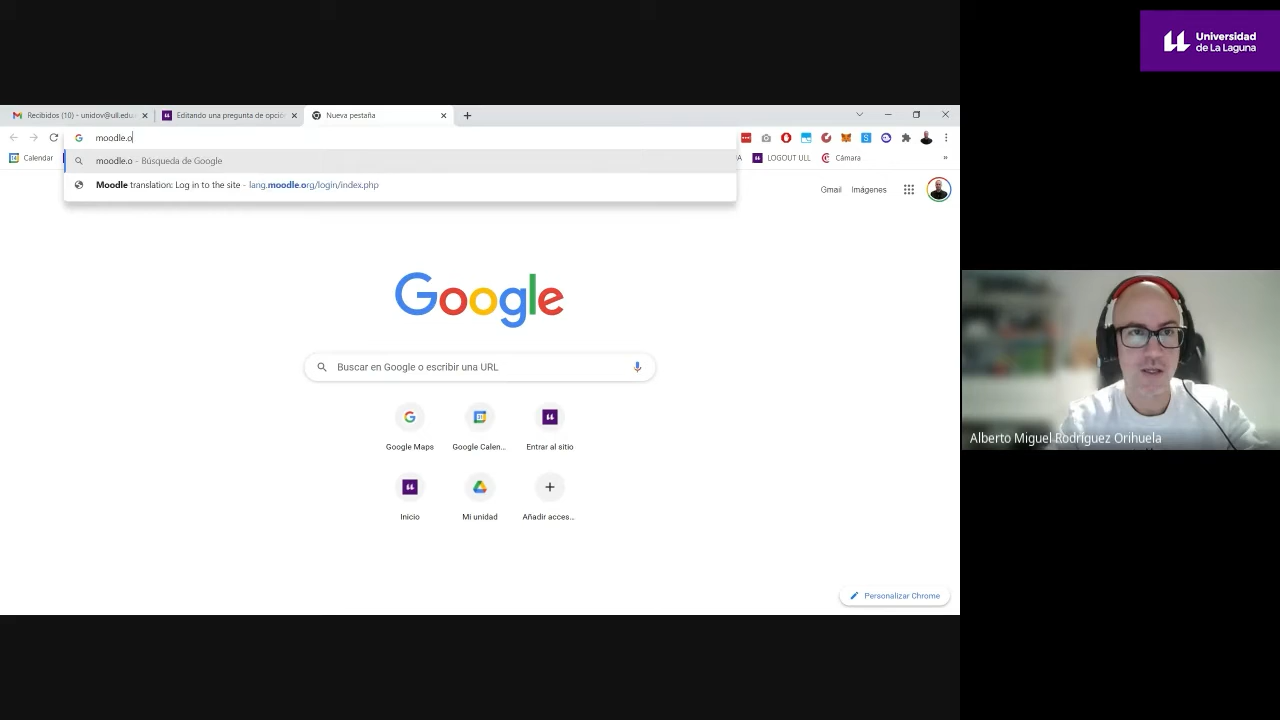 Universidad
de La Laguna
Recibidos (10) - unidov@ull.edu.
Editando una pregunta de opció
Nueva pestaña
moodle.o
Calendar
moodle.o - Búsqueda de Google
LOGOUT ULL
Cámara
»
Moodle translation: Log in to the site - lang.moodle.org/login/index.php
Gmail
Imágenes
Google
Buscar en Google o escribir una URL
Google Maps
Google Calen...
Entrar al sitio
Inicio
Mi unidad
Añadir acces...
Personalizar Chrome
Alberto Miguel Rodríguez Orihuela